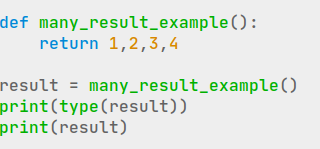 def many_result_example():
    return 1,2,3,4

result = many_result_example()
print(type(result))
print(result)